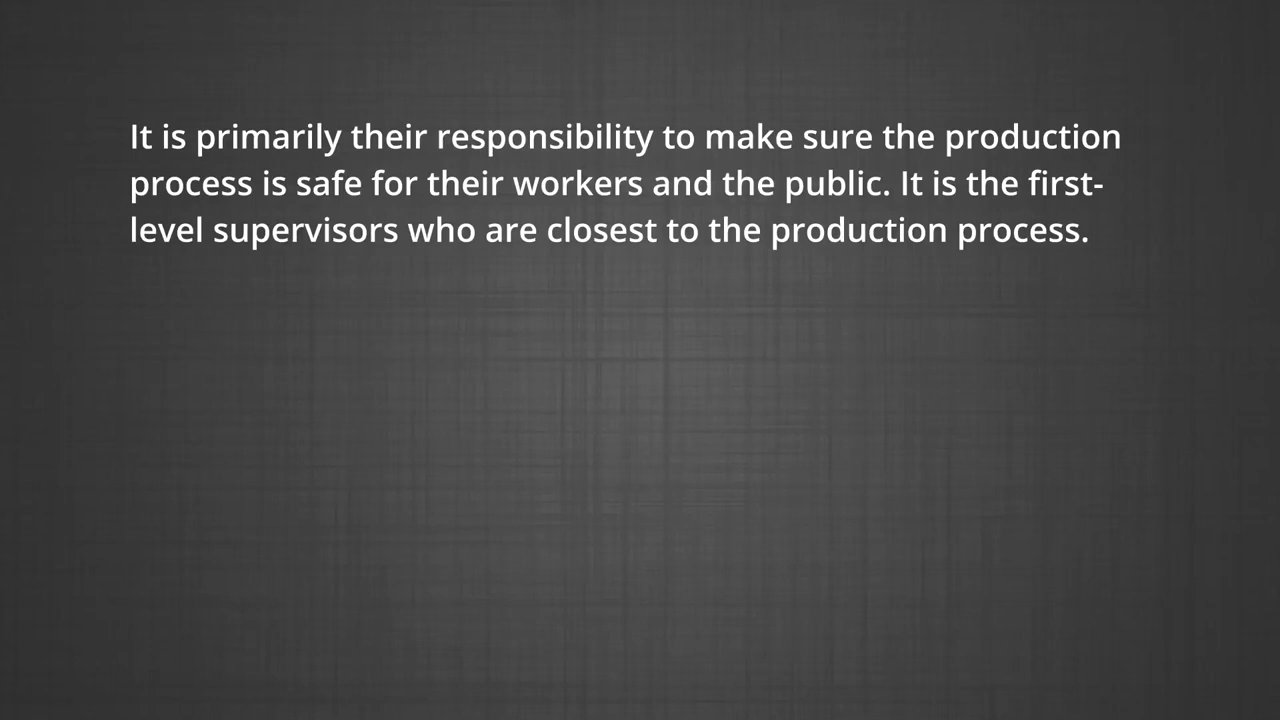 It is primarily their responsibility to make sure the production
process is safe for their workers and the public. It is the first-
level supervisors who are closest to the production process.